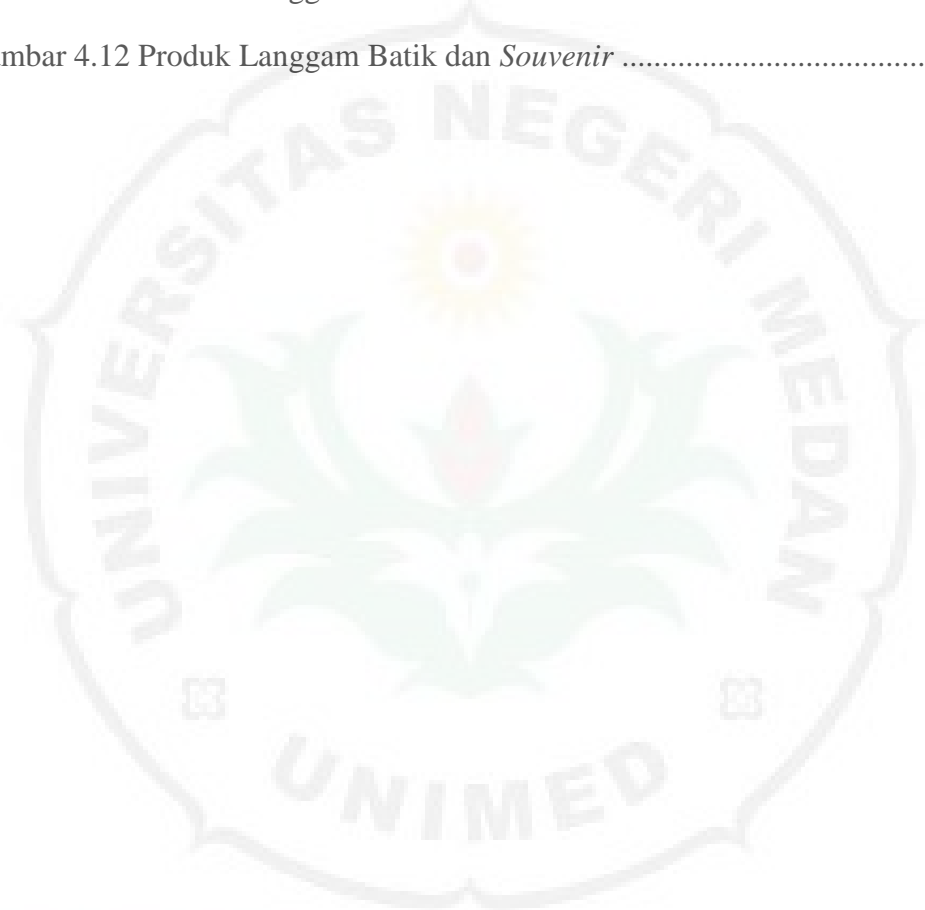 mbar 4.12 Produk Langgam Batik dan Souvenir ......................................
UNIVERSITAS NEGERI MEDAN
UNIMED